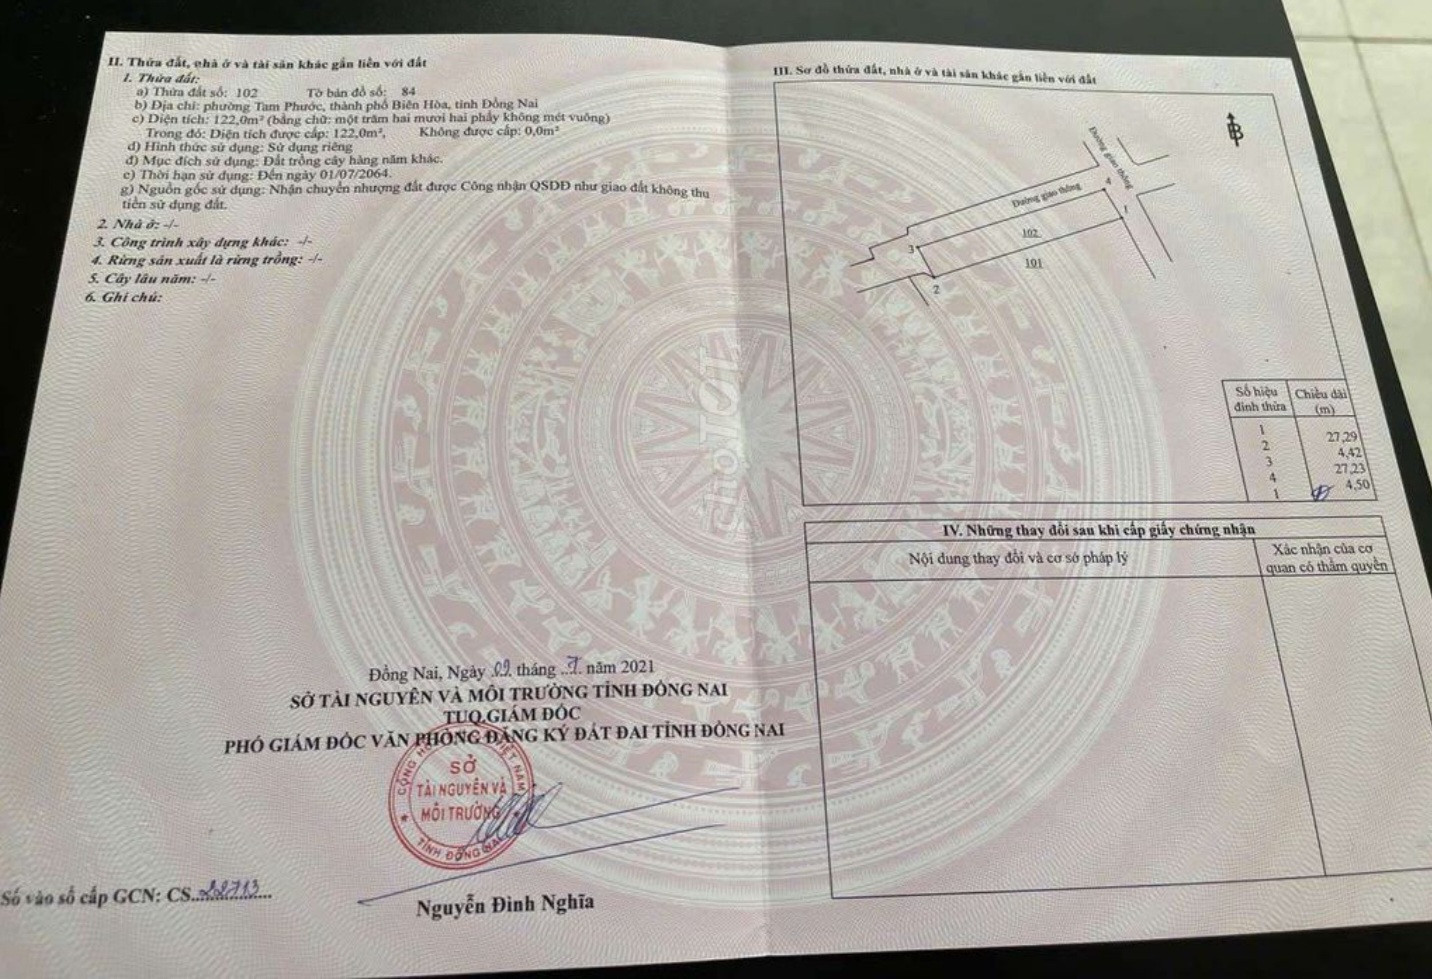 II. Thửa đất, nhà ở và tài sản khác gắn liền với đất
1. Thửa đất:
a) Thửa đất số: 102 Tờ bản đồ số: 84
b) Địa chỉ: phường Tam Phước, thành phố Biên Hòa, tỉnh Đồng Nai
c) Diện tích: 122,0m² (bằng chữ: một trăm hai mươi hai phẩy không mét vuông)
Trong đó: Diện tích được cấp: 122,0m², Không được cấp: 0,0m²
d) Hình thức sử dụng: Sử dụng riêng
đ) Mục đích sử dụng: Đất trồng cây hàng năm khác.
e) Thời hạn sử dụng: Đến ngày 01/07/2064.
g) Nguồn gốc sử dụng: Nhận chuyển nhượng đất được Công nhận QSDĐ như giao đất không thu
tiền sử dụng đất.
2. Nhà ở: -/-
3. Công trình xây dựng khác: -/-
4. Rừng sản xuất là rừng trồng: -/-
5. Cây lâu năm: -/-
6. Ghi chú:
Đồng Nai, Ngày 09 tháng 7 năm 2021
SỞ TÀI NGUYÊN VÀ MÔI TRƯỜNG TỈNH ĐỒNG NAI
TUQ.GIÁM ĐỐC
PHÓ GIÁM ĐỐC VĂN PHÒNG ĐĂNG KÝ ĐẤT ĐAI TỈNH ĐỒNG NAI
SỞ
TÀI NGUYÊN VÀ
MÔI TRƯỜNG
TỈNH ĐỒNG NAI
Nguyễn Đình Nghĩa
Số vào sổ cấp GCN: CS 22713
III. Sơ đồ thửa đất, nhà ở và tài sản khác gắn liền với đất
B
Đường giao thông
Đường giao thông
4
1
3
102
101
2
Số hiệu đỉnh thửa Chiều dài (m)
1
27,29
2
4,42
3
27,23
4
4,50
1
IV. Những thay đổi sau khi cấp giấy chứng nhận
Nội dung thay đổi và cơ sở pháp lý
Xác nhận của cơ
quan có thẩm quyền
chợTỐT